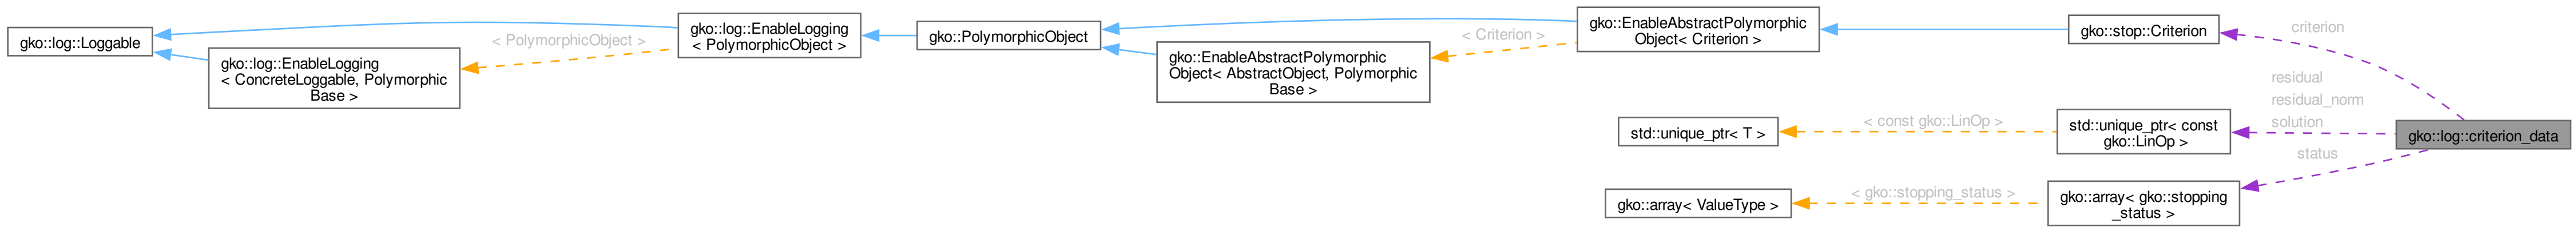 gko::log::Loggable
gko::log::EnableLogging
< ConcreteLoggable, Polymorphic
Base >
< PolymorphicObject >
gko::log::EnableLogging
< PolymorphicObject >
gko::PolymorphicObject
gko::EnableAbstractPolymorphic
Object< AbstractObject, Polymorphic
Base >
< Criterion >
gko::EnableAbstractPolymorphic
Object< Criterion >
gko::stop::Criterion
criterion
std::unique_ptr< T >
< const gko::LinOp >
std::unique_ptr< const
gko::LinOp >
residual
residual_norm
solution
gko::log::criterion_data
gko::array< ValueType >
< gko::stopping_status >
gko::array< gko::stopping
_status >
status